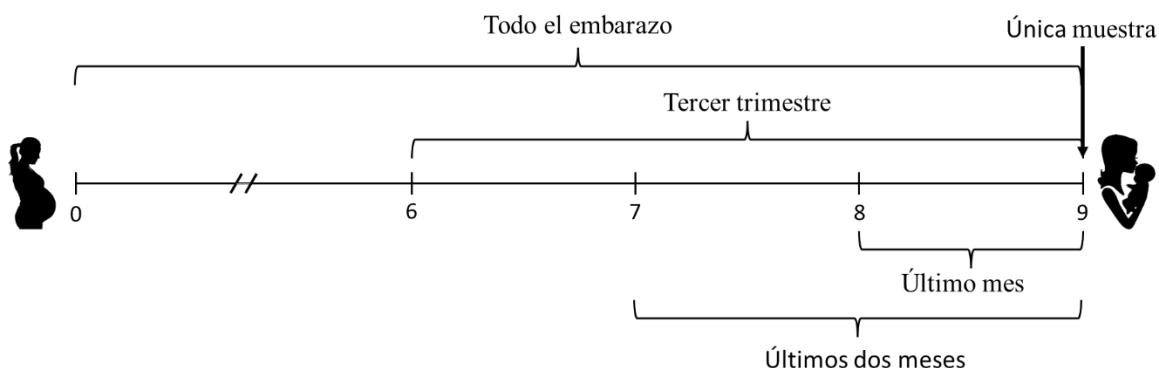 Todo el embarazo
Única muestra
Tercer trimestre
0
6
7
8
9
Último mes
Últimos dos meses